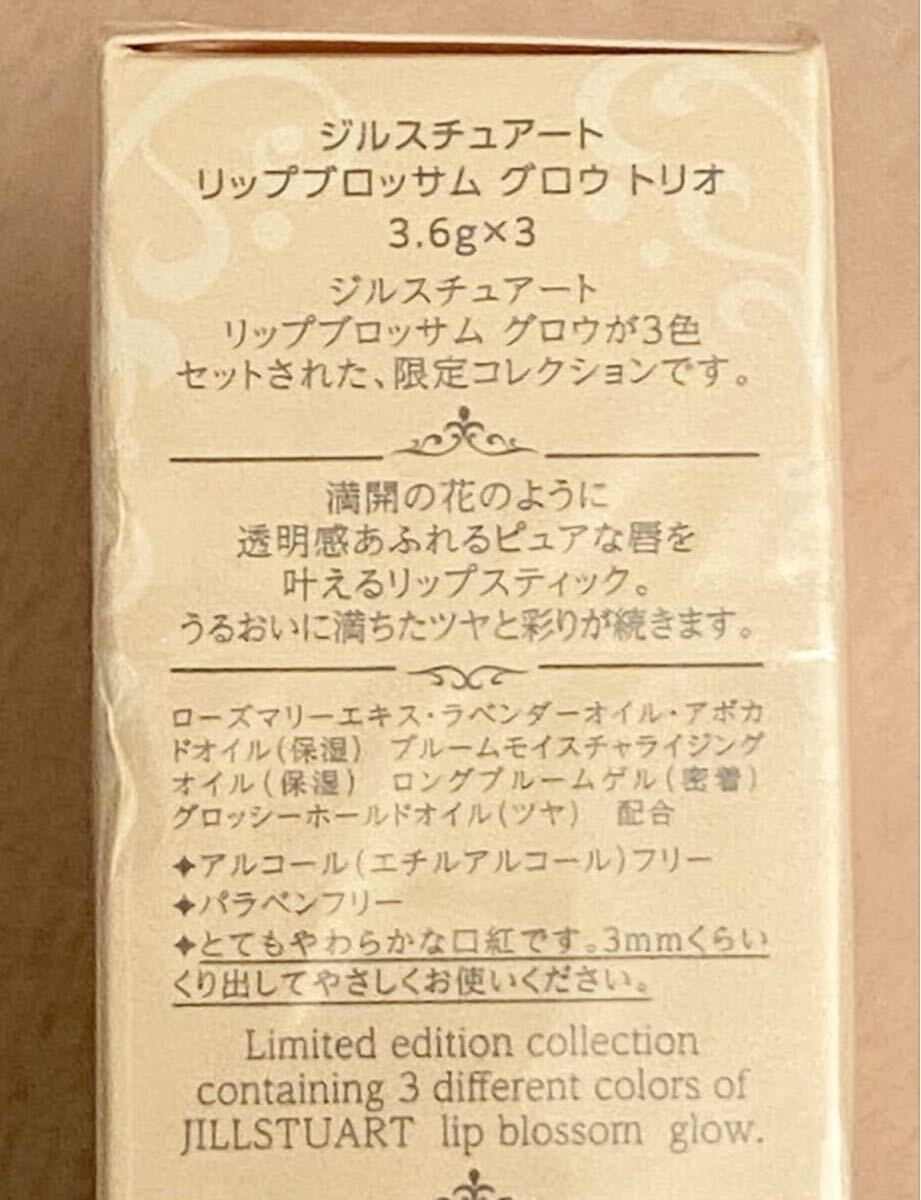 ジルスチュアート
リップブロッサム グロウ トリオ
3.6g×3
ジルスチュアート
リップブロッサム グロウが3色
セットされた、限定コレクションです。
満開の花のように
透明感あふれるピュアな唇を
叶えるリップスティック。
うるおいに満ちたツヤと彩りが続きます。
ローズマリーエキス・ラベンダーオイル・アボカ
ドオイル(保湿) ブルームモイスチャライジング
オイル(保湿) ロングブルームゲル(密着)
グロッシーホールドオイル(ツヤ) 配合
✦アルコール(エチルアルコール)フリー
✦パラベンフリー
✦とてもやわらかな口紅です。3mmくらい
くり出してやさしくお使いください。
Limited edition collection
containing 3 different colors of
JILLSTUART lip blossom glow.